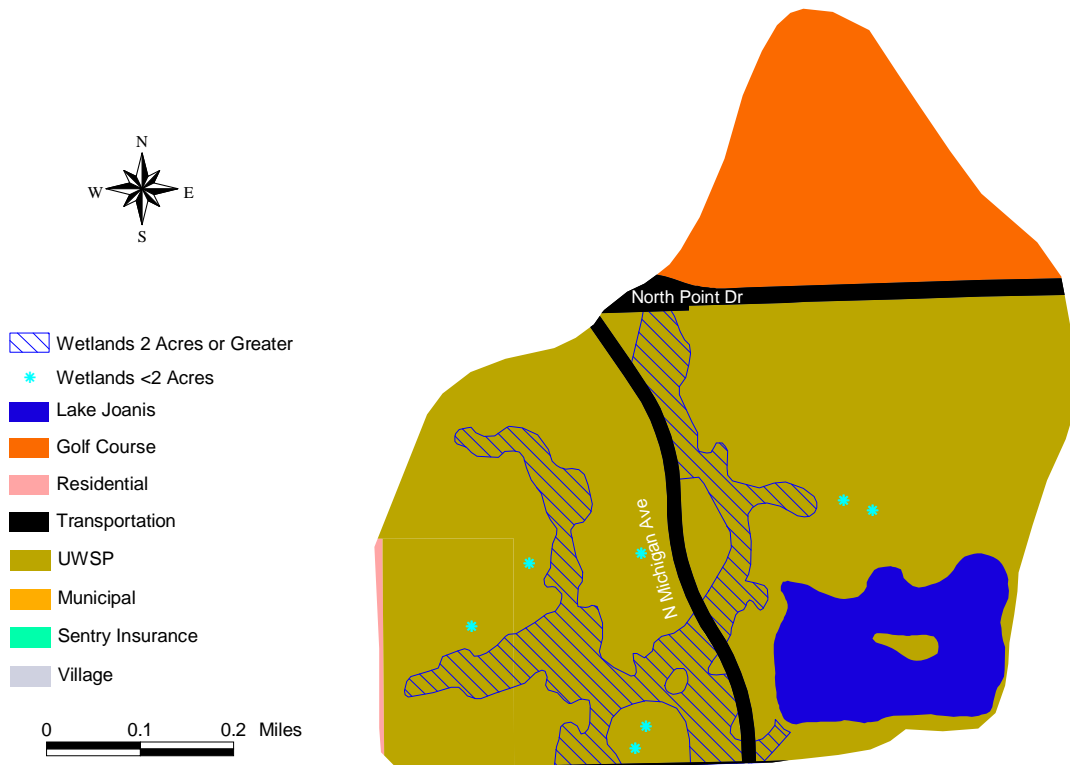 N
W E
S
North Point Dr
N Michigan Ave
Wetlands 2 Acres or Greater
Wetlands <2 Acres
Lake Joanis
Golf Course
Residential
Transportation
UWSP
Municipal
Sentry Insurance
Village
0 0.1 0.2 Miles